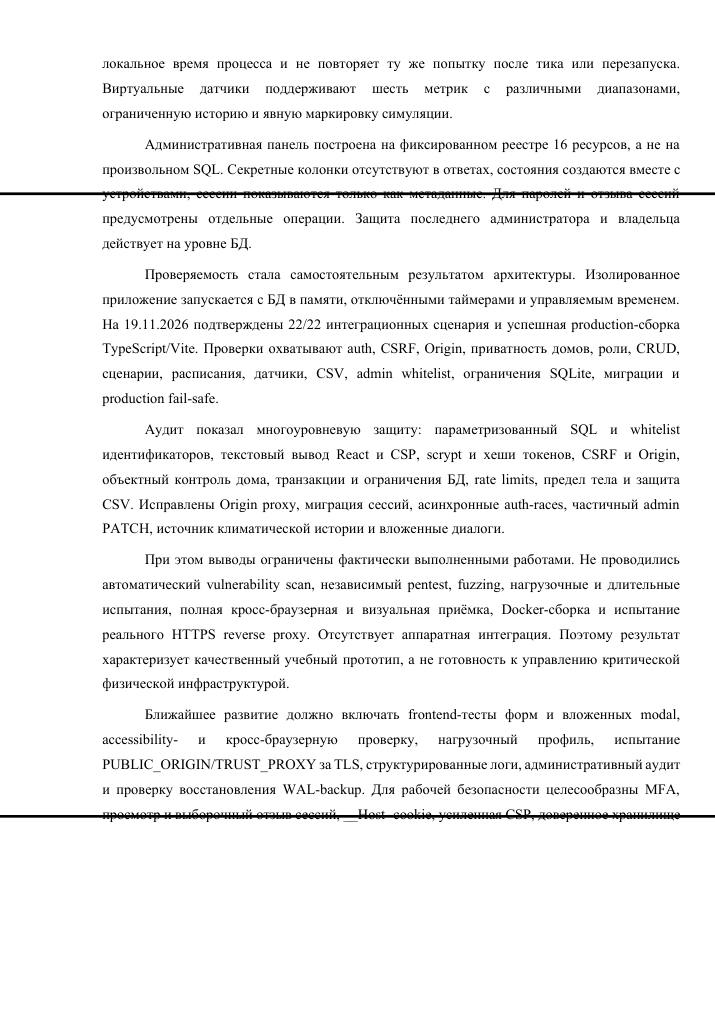 локальное время процесса и не повторяет ту же попытку после тика или перезапуска.
Виртуальные датчики поддерживают шесть метрик с различными диапазонами,
ограниченную историю и явную маркировку симуляции.
Административная панель построена на фиксированном реестре 16 ресурсов, а не на
произвольном SQL. Секретные колонки отсутствуют в ответах, состояния создаются вместе с
устройствами, сессии показываются только как метаданные. Для паролей и отзыва сессий
предусмотрены отдельные операции. Защита последнего администратора и владельца
действует на уровне БД.
Проверяемость стала самостоятельным результатом архитектуры. Изолированное
приложение запускается с БД в памяти, отключёнными таймерами и управляемым временем.
На 19.11.2026 подтверждены 22/22 интеграционных сценария и успешная production-сборка
TypeScript/Vite. Проверки охватывают auth, CSRF, Origin, приватность домов, роли, CRUD,
сценарии, расписания, датчики, CSV, admin whitelist, ограничения SQLite, миграции и
production fail-safe.
Аудит показал многоуровневую защиту: параметризованный SQL и whitelist
идентификаторов, текстовый вывод React и CSP, scrypt и хеши токенов, CSRF и Origin,
объектный контроль дома, транзакции и ограничения БД, rate limits, предел тела и защита
CSV. Исправлены Origin proxy, миграция сессий, асинхронные auth-races, частичный admin
PATCH, источник климатической истории и вложенные диалоги.
При этом выводы ограничены фактически выполненными работами. Не проводились
автоматический vulnerability scan, независимый pentest, fuzzing, нагрузочные и длительные
испытания, полная кросс-браузерная и визуальная приёмка, Docker-сборка и испытание
реального HTTPS reverse proxy. Отсутствует аппаратная интеграция. Поэтому результат
характеризует качественный учебный прототип, а не готовность к управлению критической
физической инфраструктурой.
Ближайшее развитие должно включать frontend-тесты форм и вложенных modal,
accessibility- и кросс-браузерную проверку, нагрузочный профиль, испытание
PUBLIC_ORIGIN/TRUST_PROXY за TLS, структурированные логи, административный аудит
и проверку восстановления WAL-backup. Для рабочей безопасности целесообразны MFA,
просмотр и выборочный отзыв сессий, __Host- cookie, усиленная CSP, доверенное хранилище